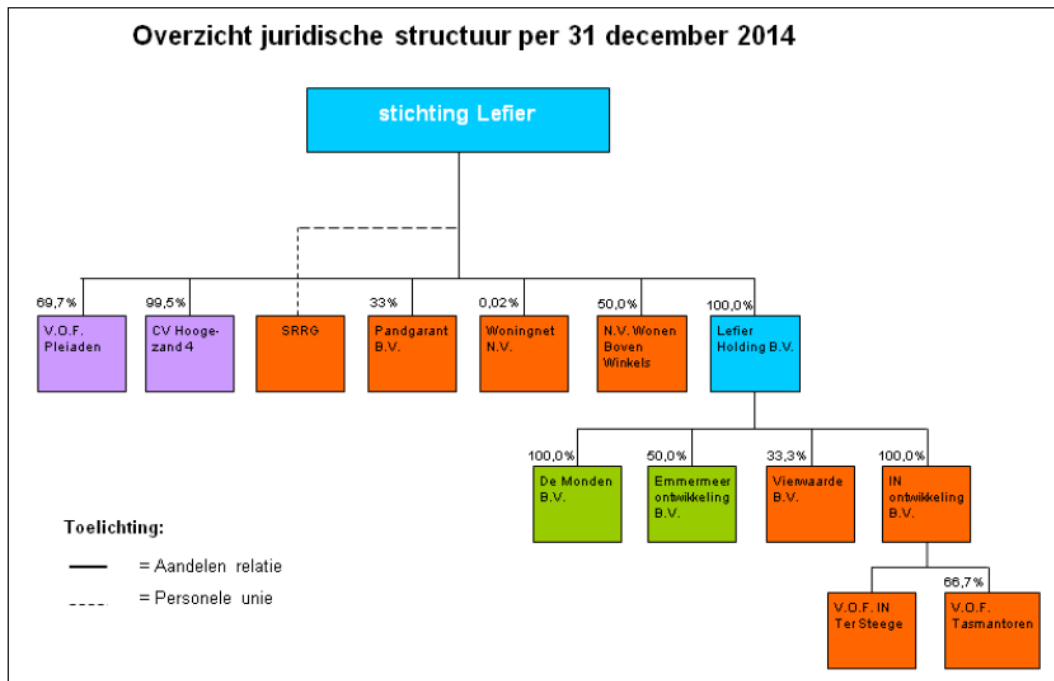 Overzicht juridische structuur per 31 december 2014
stichting Lefier
69,7%
99,5%
33%
0,02%
50,0%
100,0%
V.O.F.
Pleiaden
CV Hooge-
zand 4
SRRG
Pandgarant
B.V.
Woningnet
N.V.
N.V. Wonen
Boven
Winkels
Lefier
Holding B.V.
100,0%
50,0%
33,3%
100,0%
De Monden
B.V.
Emmermeer
ontwikkeling
B.V.
Vierwaarde
B.V.
IN
ontwikkeling
B.V.
Toelichting:
= Aandelen relatie
= Personele unie
66,7%
V.O.F. IN
Ter Steege
V.O.F.
Tasmantoren